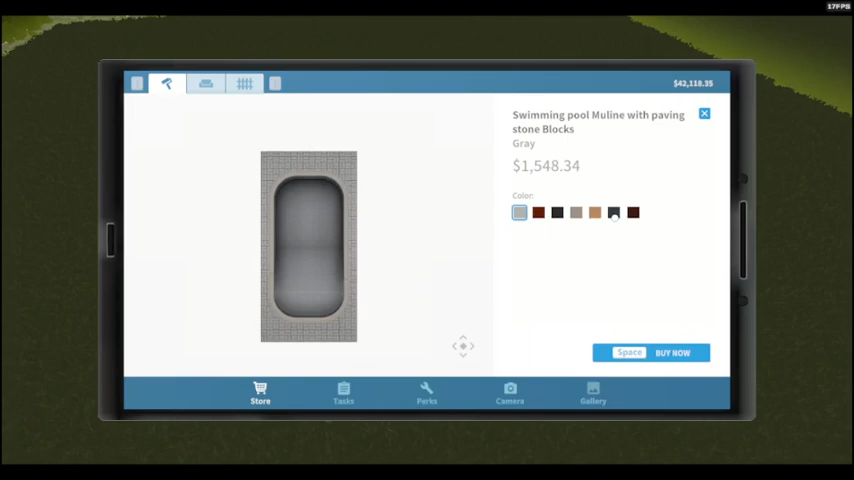 17FPS
$42,118.35
Swimming pool Muline with paving
stone Blocks
Gray
$1,548.34
Color:
Space BUY NOW
Store Tasks Perks Camera Gallery